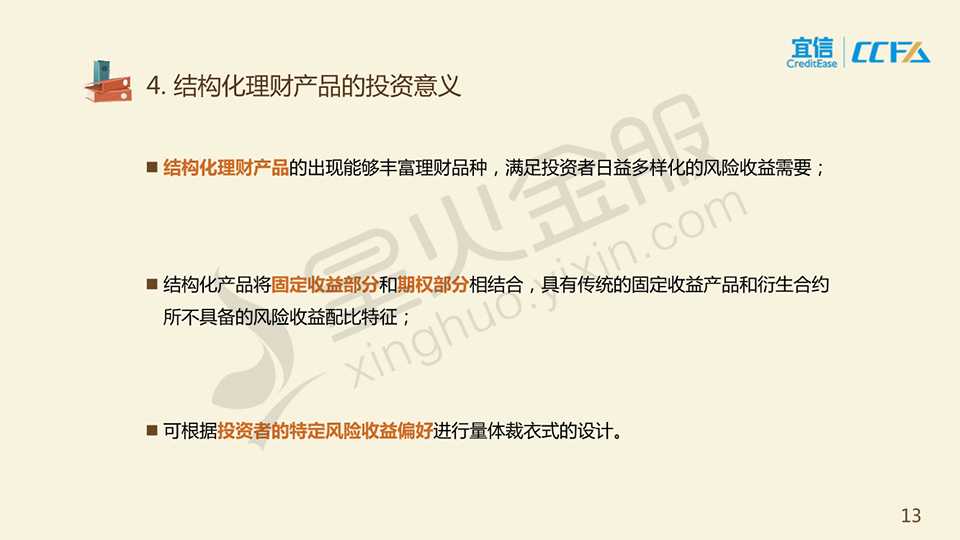 宜信
CreditEase
CCFA
4. 结构化理财产品的投资意义
结构化理财产品的出现能够丰富理财品种，满足投资者日益多样化的风险收益需要；
结构化产品将固定收益部分和期权部分相结合，具有传统的固定收益产品和衍生合约
所不具备的风险收益配比特征；
可根据投资者的特定风险收益偏好进行量体裁衣式的设计。
星火金服
xinghuo.yixin.com
13